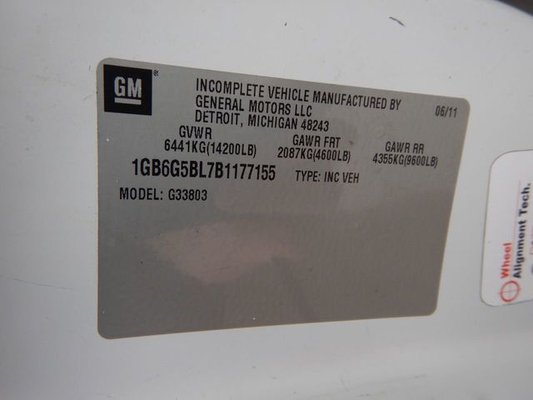 GM®
INCOMPLETE VEHICLE MANUFACTURED BY
GENERAL MOTORS LLC
DETROIT, MICHIGAN 48243
06/11
GVWR GAWR FRT GAWR RR
6441KG(14200LB) 2087KG(4600LB) 4355KG(9600LB)
1GB6G5BL7B1177155 TYPE: INC VEH
MODEL: G33803
Wheel
Alignment Tech.